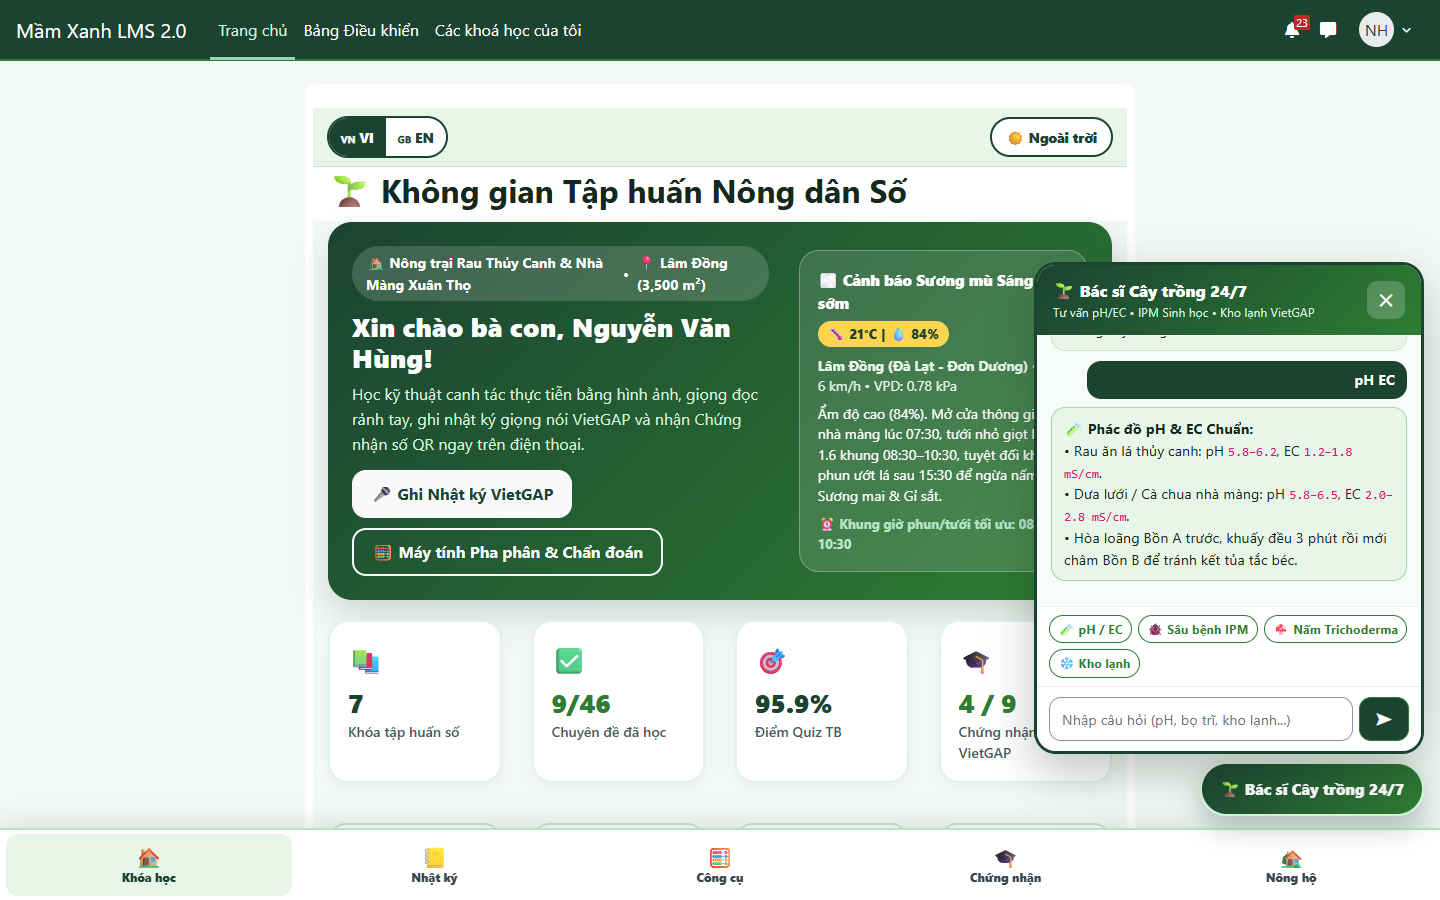 Mầm Xanh LMS 2.0
Trang chủ
Bảng Điều khiển
Các khoá học của tôi
23
NH
VN VI
GB EN
Ngoài trời
Không gian Tập huấn Nông dân Số
Nông trại Rau Thủy Canh & Nhà
Màng Xuân Thọ
•
Lâm Đồng
(3,500 m²)
Xin chào bà con, Nguyễn Văn
Hùng!
Học kỹ thuật canh tác thực tiễn bằng hình ảnh, giọng đọc
rảnh tay, ghi nhật ký giọng nói VietGAP và nhận Chứng
nhận số QR ngay trên điện thoại.
Ghi Nhật ký VietGAP
Máy tính Pha phân & Chẩn đoán
Cảnh báo Sương mù Sáng
sớm
21°C | 84%
Lâm Đồng (Đà Lạt - Đơn Dương)
6 km/h • VPD: 0.78 kPa
Ẩm độ cao (84%). Mở cửa thông
nhà màng lúc 07:30, tưới nhỏ giọt
1.6 khung 08:30–10:30, tuyệt đối
phun ướt lá sau 15:30 để ngừa nấm
Sương mai & Gỉ sắt.
Khung giờ phun/tưới tối ưu: 08
10:30
7
Khóa tập huấn số
9/46
Chuyên đề đã học
95.9%
Điểm Quiz TB
4 / 9
Chứng nhận
VietGAP
Bác sĩ Cây trồng 24/7
Tư vấn pH/EC • IPM Sinh học • Kho lạnh VietGAP
pH EC
Phác đồ pH & EC Chuẩn:
• Rau ăn lá thủy canh: pH 5.8–6.2, EC 1.2–1.8
mS/cm.
• Dưa lưới / Cà chua nhà màng: pH 5.8–6.5, EC 2.0–
2.8 mS/cm.
• Hòa loãng Bồn A trước, khuấy đều 3 phút rồi mới
châm Bồn B để tránh kết tủa tắc béc.
pH / EC
Sâu bệnh IPM
Nấm Trichoderma
Kho lạnh
Nhập câu hỏi (pH, bọ trĩ, kho lạnh...)
Bác sĩ Cây trồng 24/7
Khóa học
Nhật ký
Công cụ
Chứng nhận
Nông hộ